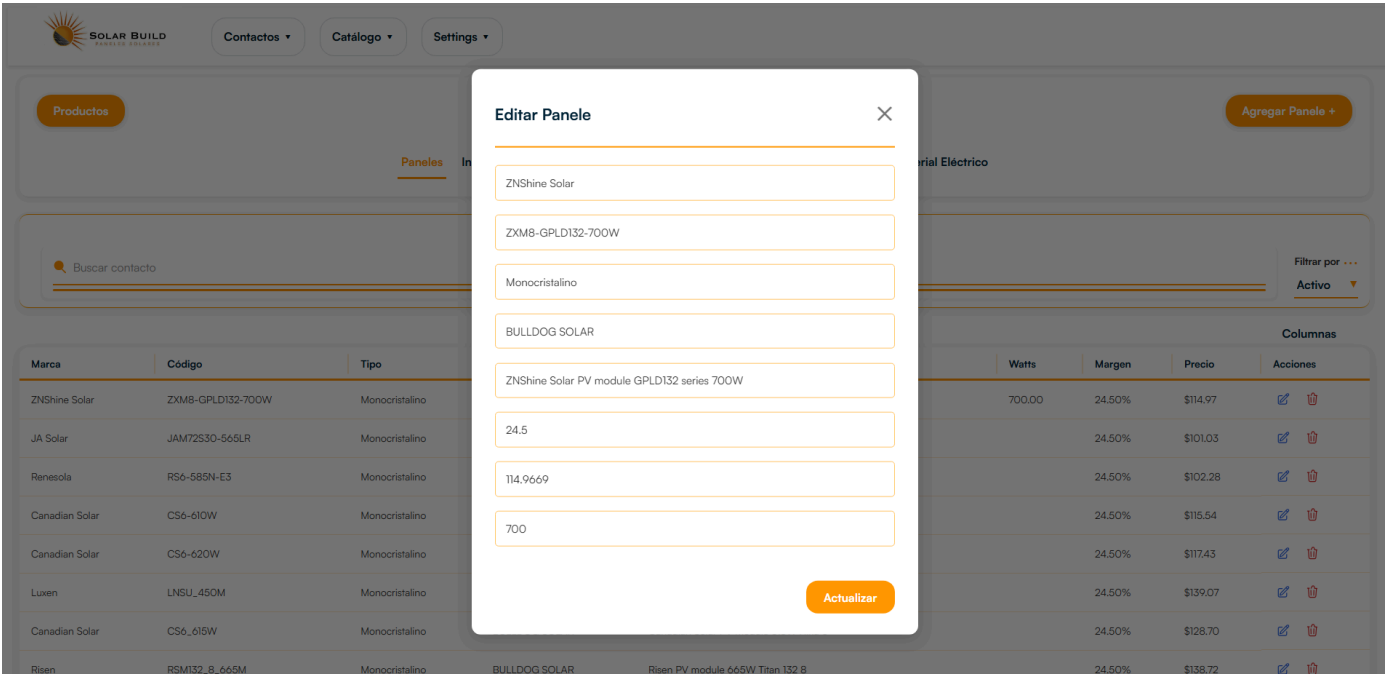 SOLAR BUILD
PANELES SOLARES
Contactos ▾
Catálogo ▾
Settings ▾
Productos
Agregar Panele +
Paneles In
rial Eléctrico
Buscar contacto
Filtrar por ...
Activo ▼
Columnas
Marca Código Tipo Watts Margen Precio Acciones
ZNShine Solar ZXM8-GPLD132-700W Monocristalino 700.00 24.50% $114.97
JA Solar JAM72S30-565LR Monocristalino 24.50% $101.03
Renesola RS6-585N-E3 Monocristalino 24.50% $102.28
Canadian Solar CS6-610W Monocristalino 24.50% $115.54
Canadian Solar CS6-620W Monocristalino 24.50% $117.43
Luxen LNSU_450M Monocristalino 24.50% $139.07
Canadian Solar CS6_615W Monocristalino 24.50% $128.70
Risen RSM132_8_665M Monocristalino BULLDOG SOLAR Risen PV module 665W Titan 132 8 24.50% $138.72
Editar Panele
ZNShine Solar
ZXM8-GPLD132-700W
Monocristalino
BULLDOG SOLAR
ZNShine Solar PV module GPLD132 series 700W
24.5
114.9669
700
Actualizar